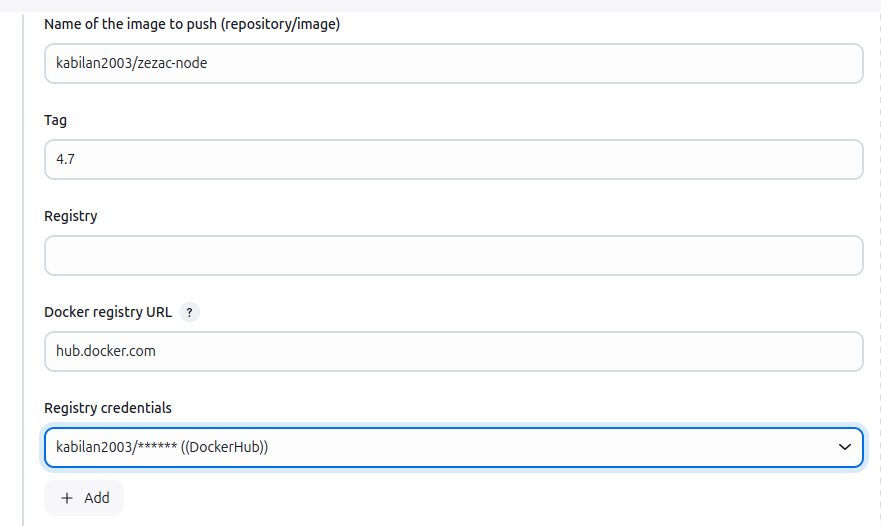 Name of the image to push (repository/image)
kabilan2003/zezac-node
Tag
4.7
Registry
Docker registry URL ?
hub.docker.com
Registry credentials
kabilan2003/****** ((DockerHub))
+ Add